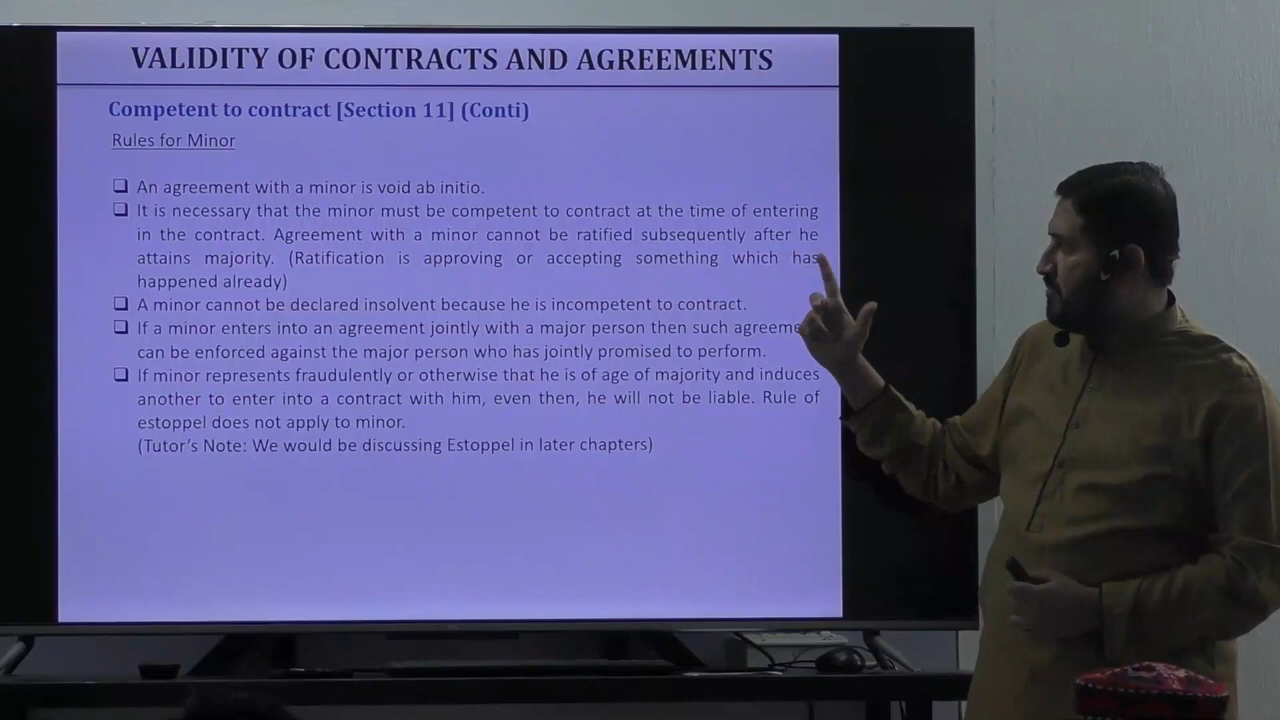 VALIDITY OF CONTRACTS AND AGREEMENTS
Competent to contract [Section 11] (Conti)
Rules for Minor
❑ An agreement with a minor is void ab initio.
❑ It is necessary that the minor must be competent to contract at the time of entering
in the contract. Agreement with a minor cannot be ratified subsequently after he
attains majority. (Ratification is approving or accepting something which has
happened already)
❑ A minor cannot be declared insolvent because he is incompetent to contract.
❑ If a minor enters into an agreement jointly with a major person then such agreeme
can be enforced against the major person who has jointly promised to perform.
❑ If minor represents fraudulently or otherwise that he is of age of majority and induces
another to enter into a contract with him, even then, he will not be liable. Rule of
estoppel does not apply to minor.
(Tutor's Note: We would be discussing Estoppel in later chapters)